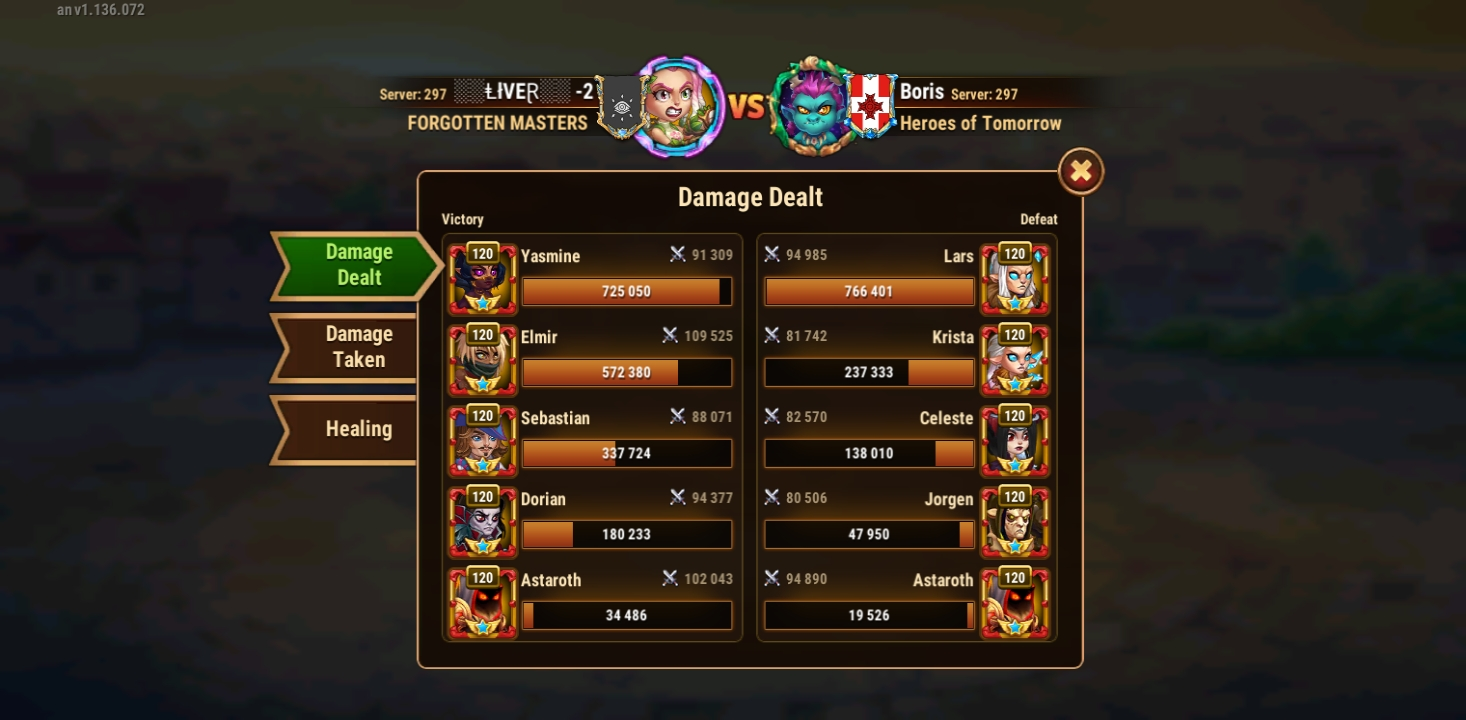 an v1.136.072
Server: 297 ░░ŁłVEⱤ░░ -2 VS Boris Server: 297
FORGOTTEN MASTERS Heroes of Tomorrow
Damage Dealt
Victory Defeat
Damage
Dealt
Damage
Taken
Healing
120 Yasmine 91 309
725 050
120 Elmir 109 525
572 380
120 Sebastian 88 071
337 724
120 Dorian 94 377
180 233
120 Astaroth 102 043
34 486
94 985 Lars 120
766 401
81 742 Krista 120
237 333
82 570 Celeste 120
138 010
80 506 Jorgen 120
47 950
94 890 Astaroth 120
19 526